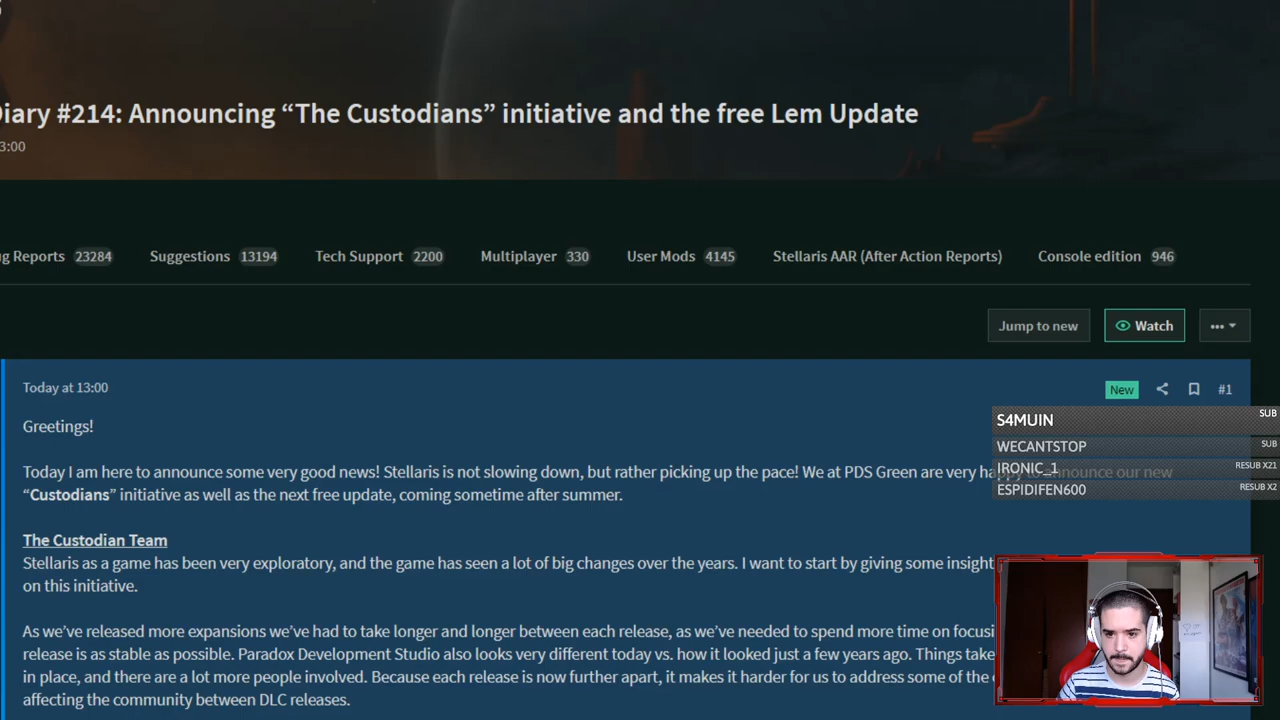 Diary #214: Announcing “The Custodians” initiative and the free Lem Update
3:00
g Reports 23284 Suggestions 13194 Tech Support 2200 Multiplayer 330 User Mods 4145 Stellaris AAR (After Action Reports) Console edition 946
Jump to new Watch •••
Today at 13:00 New #1
Greetings!
Today I am here to announce some very good news! Stellaris is not slowing down, but rather picking up the pace! We at PDS Green are very announce our new
“Custodians” initiative as well as the next free update, coming sometime after summer.
The Custodian Team
Stellaris as a game has been very exploratory, and the game has seen a lot of big changes over the years. I want to start by giving some insight
on this initiative.
As we’ve released more expansions we’ve had to take longer and longer between each release, as we’ve needed to spend more time on focusi
release is as stable as possible. Paradox Development Studio also looks very different today vs. how it looked just a few years ago. Things take
in place, and there are a lot more people involved. Because each release is now further apart, it makes it harder for us to address some of the
affecting the community between DLC releases.
S4MUIN SUB
WECANTSTOP SUB
IRONIC_1 RESUB X21
ESPIDIFEN600 RESUB X2